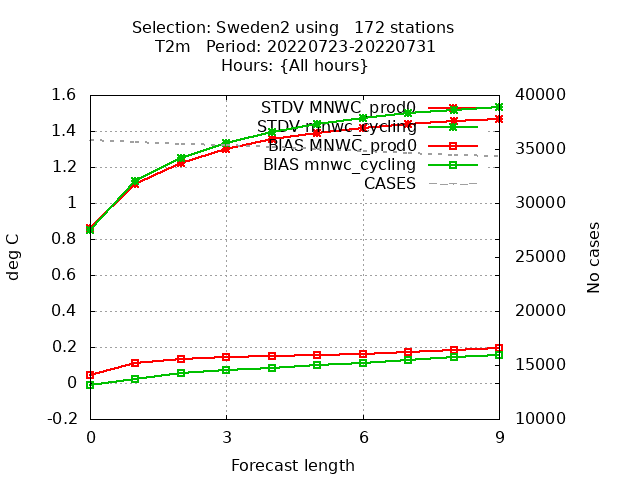 Selection: Sweden2 using   172 stations
T2m   Period: 20220723-20220731
Hours: {All hours}
1.6
1.4
1.2
1
0.8
0.6
0.4
0.2
0
-0.2
deg C
STDV MNWC_prod0
STDV mnwc_cycling
BIAS MNWC_prod0
BIAS mnwc_cycling
CASES
40000
35000
30000
25000
20000
15000
10000
No cases
0 3 6 9
Forecast length